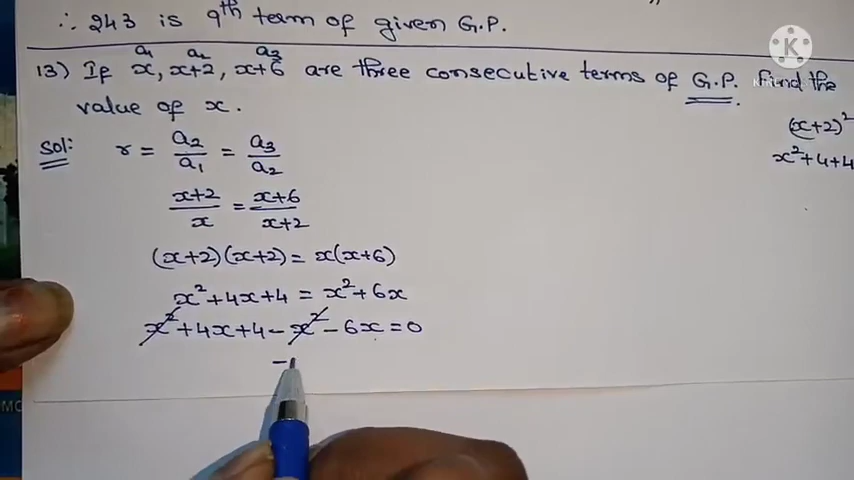 ∴ 243 is 9th term of given G.P.
a₁ a₂ a₃
13) If x, x+2, x+6 are three consecutive terms of G.P. Find the
value of x.
(x+2)²
x²+4+4
Sol: r = a₂/a₁ = a₃/a₂
x+2/x = x+6/x+2
(x+2)(x+2) = x(x+6)
x²+4x+4 = x²+6x
x²+4x+4-x²-6x=0
-
K